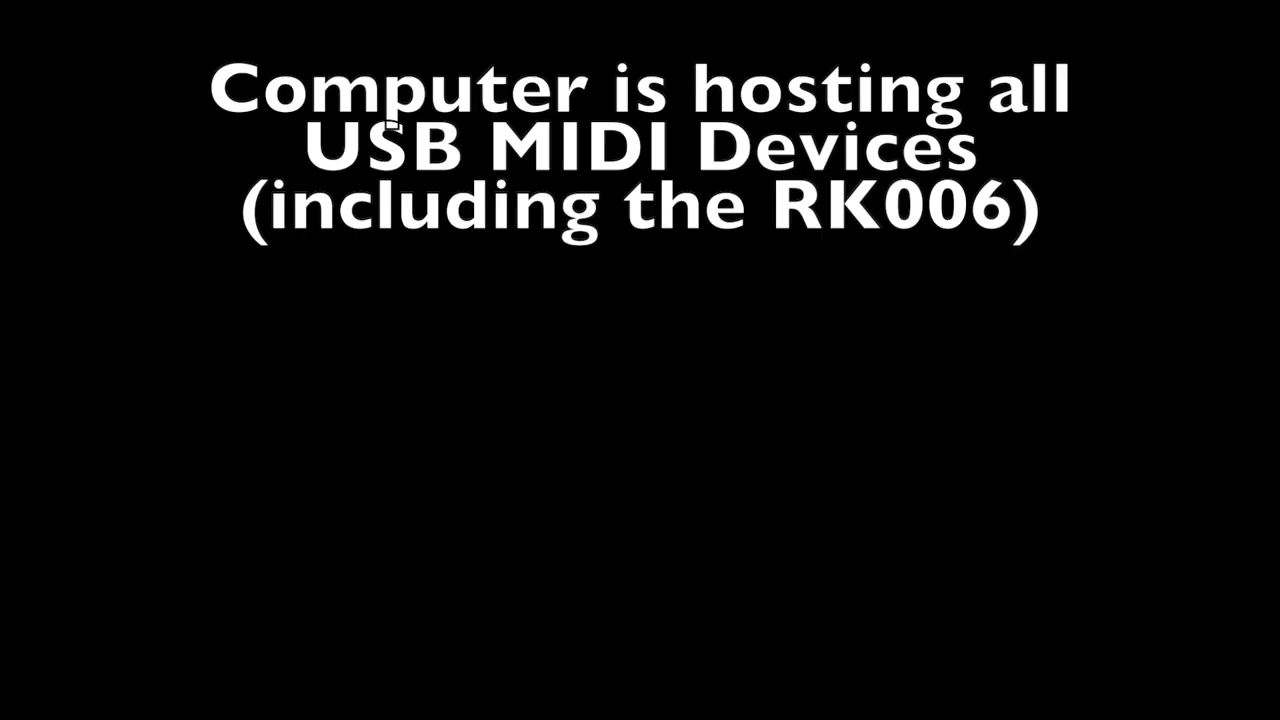 Computer is hosting all
USB MIDI Devices
(including the RK006)